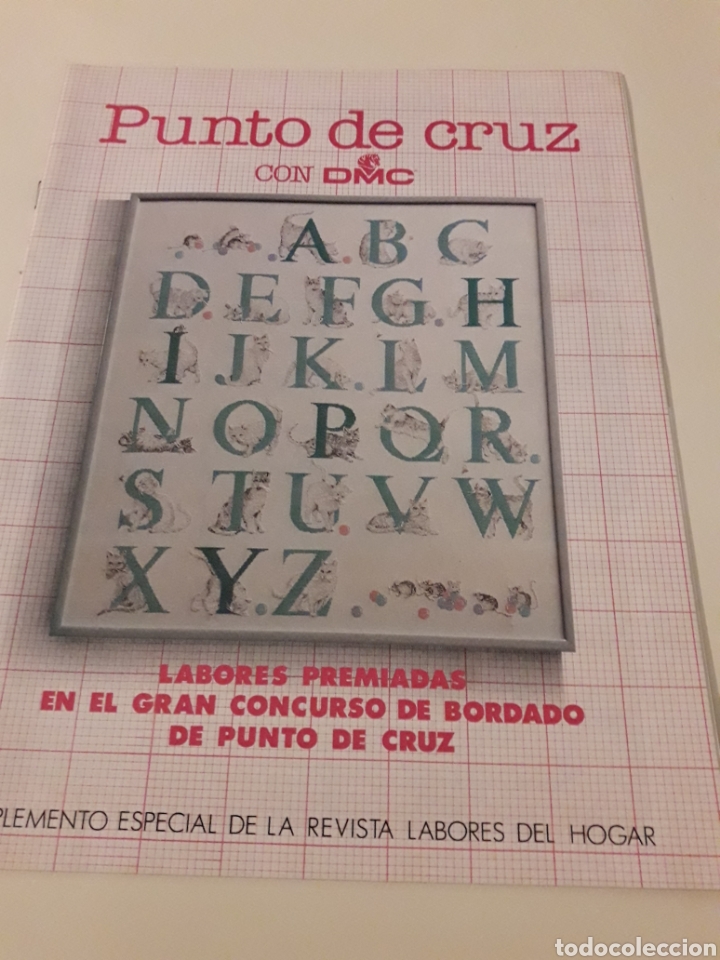 Punto de cruz
CON DMC
A B C
D E F G H
I J K L M
N O P Q R
S T U V W
X Y Z
LABORES PREMIADAS
EN EL GRAN CONCURSO DE BORDADO
DE PUNTO DE CRUZ
PLEMENTO ESPECIAL DE LA REVISTA LABORES DEL HOGAR
todocoleccion